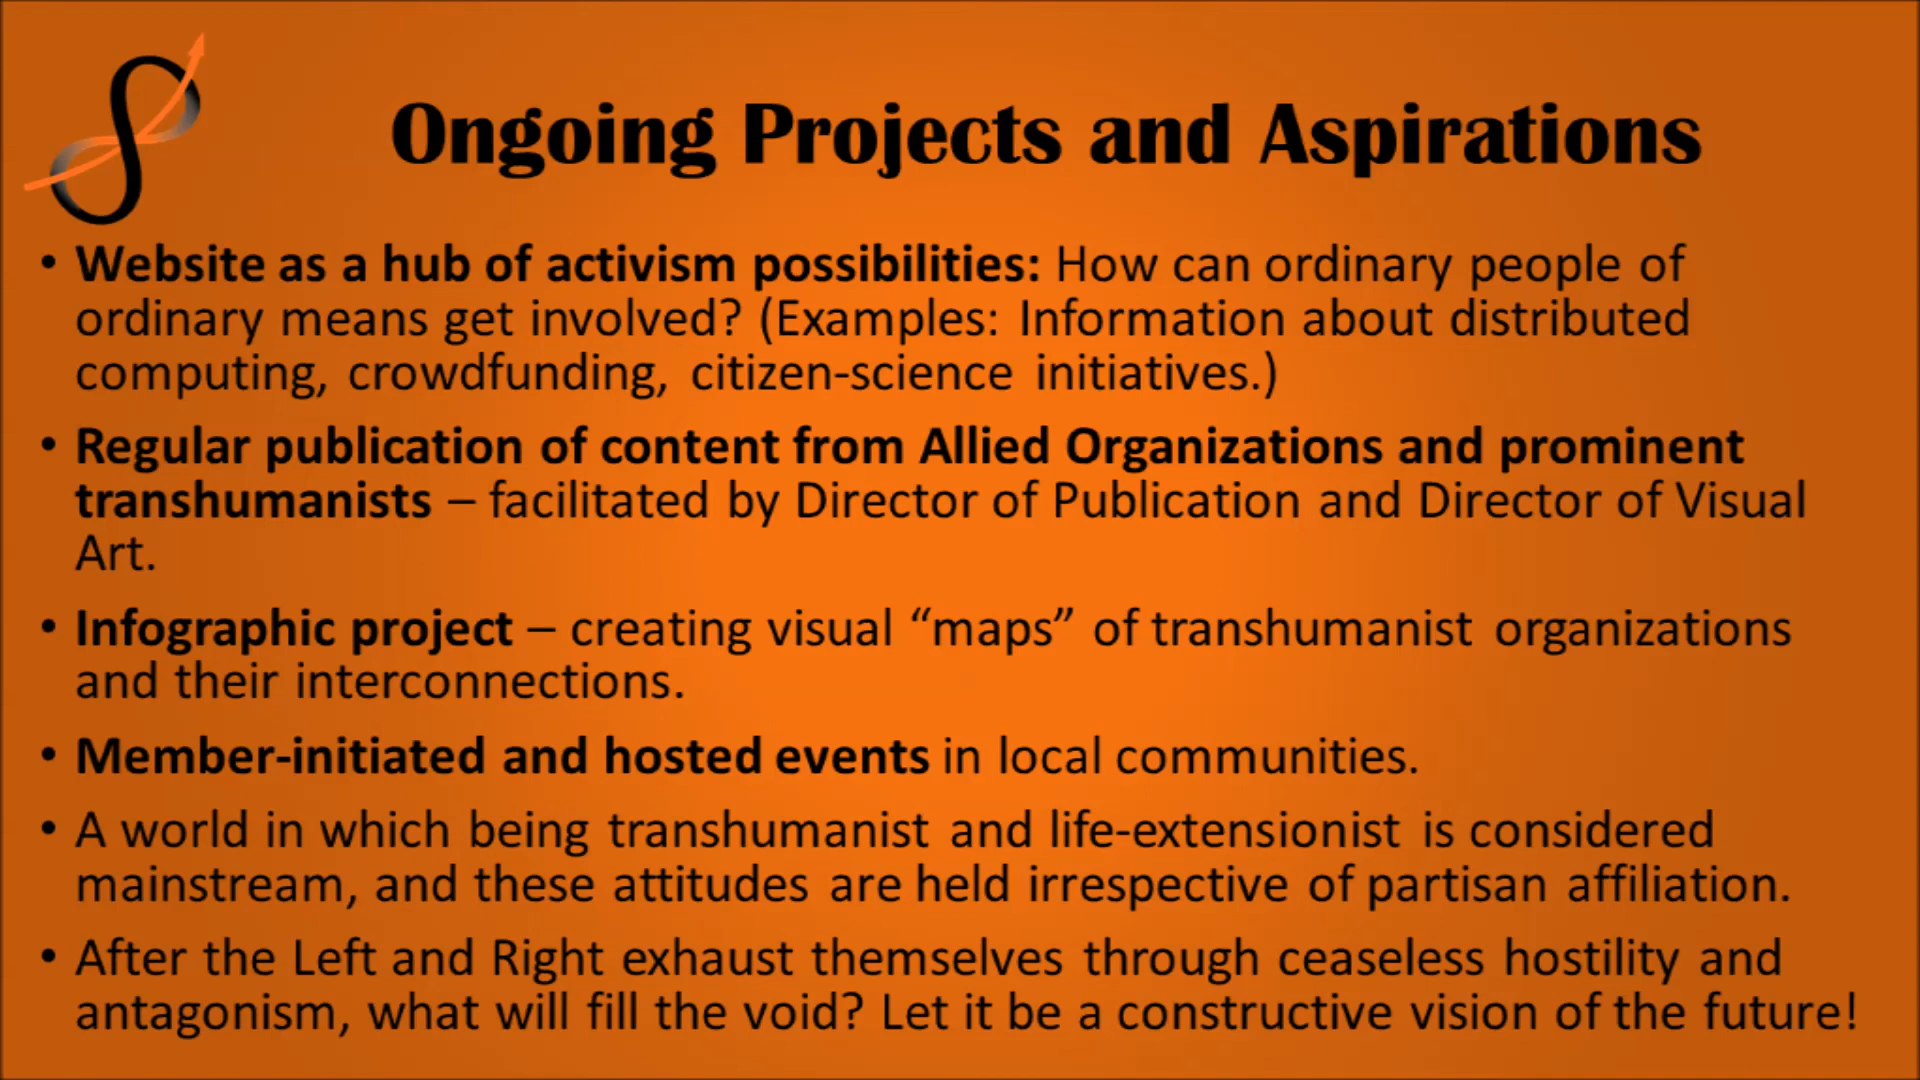 Ongoing Projects and Aspirations
• Website as a hub of activism possibilities: How can ordinary people of
ordinary means get involved? (Examples: Information about distributed
computing, crowdfunding, citizen-science initiatives.)
• Regular publication of content from Allied Organizations and prominent
transhumanists – facilitated by Director of Publication and Director of Visual
Art.
• Infographic project – creating visual “maps” of transhumanist organizations
and their interconnections.
• Member-initiated and hosted events in local communities.
• A world in which being transhumanist and life-extensionist is considered
mainstream, and these attitudes are held irrespective of partisan affiliation.
• After the Left and Right exhaust themselves through ceaseless hostility and
antagonism, what will fill the void? Let it be a constructive vision of the future!